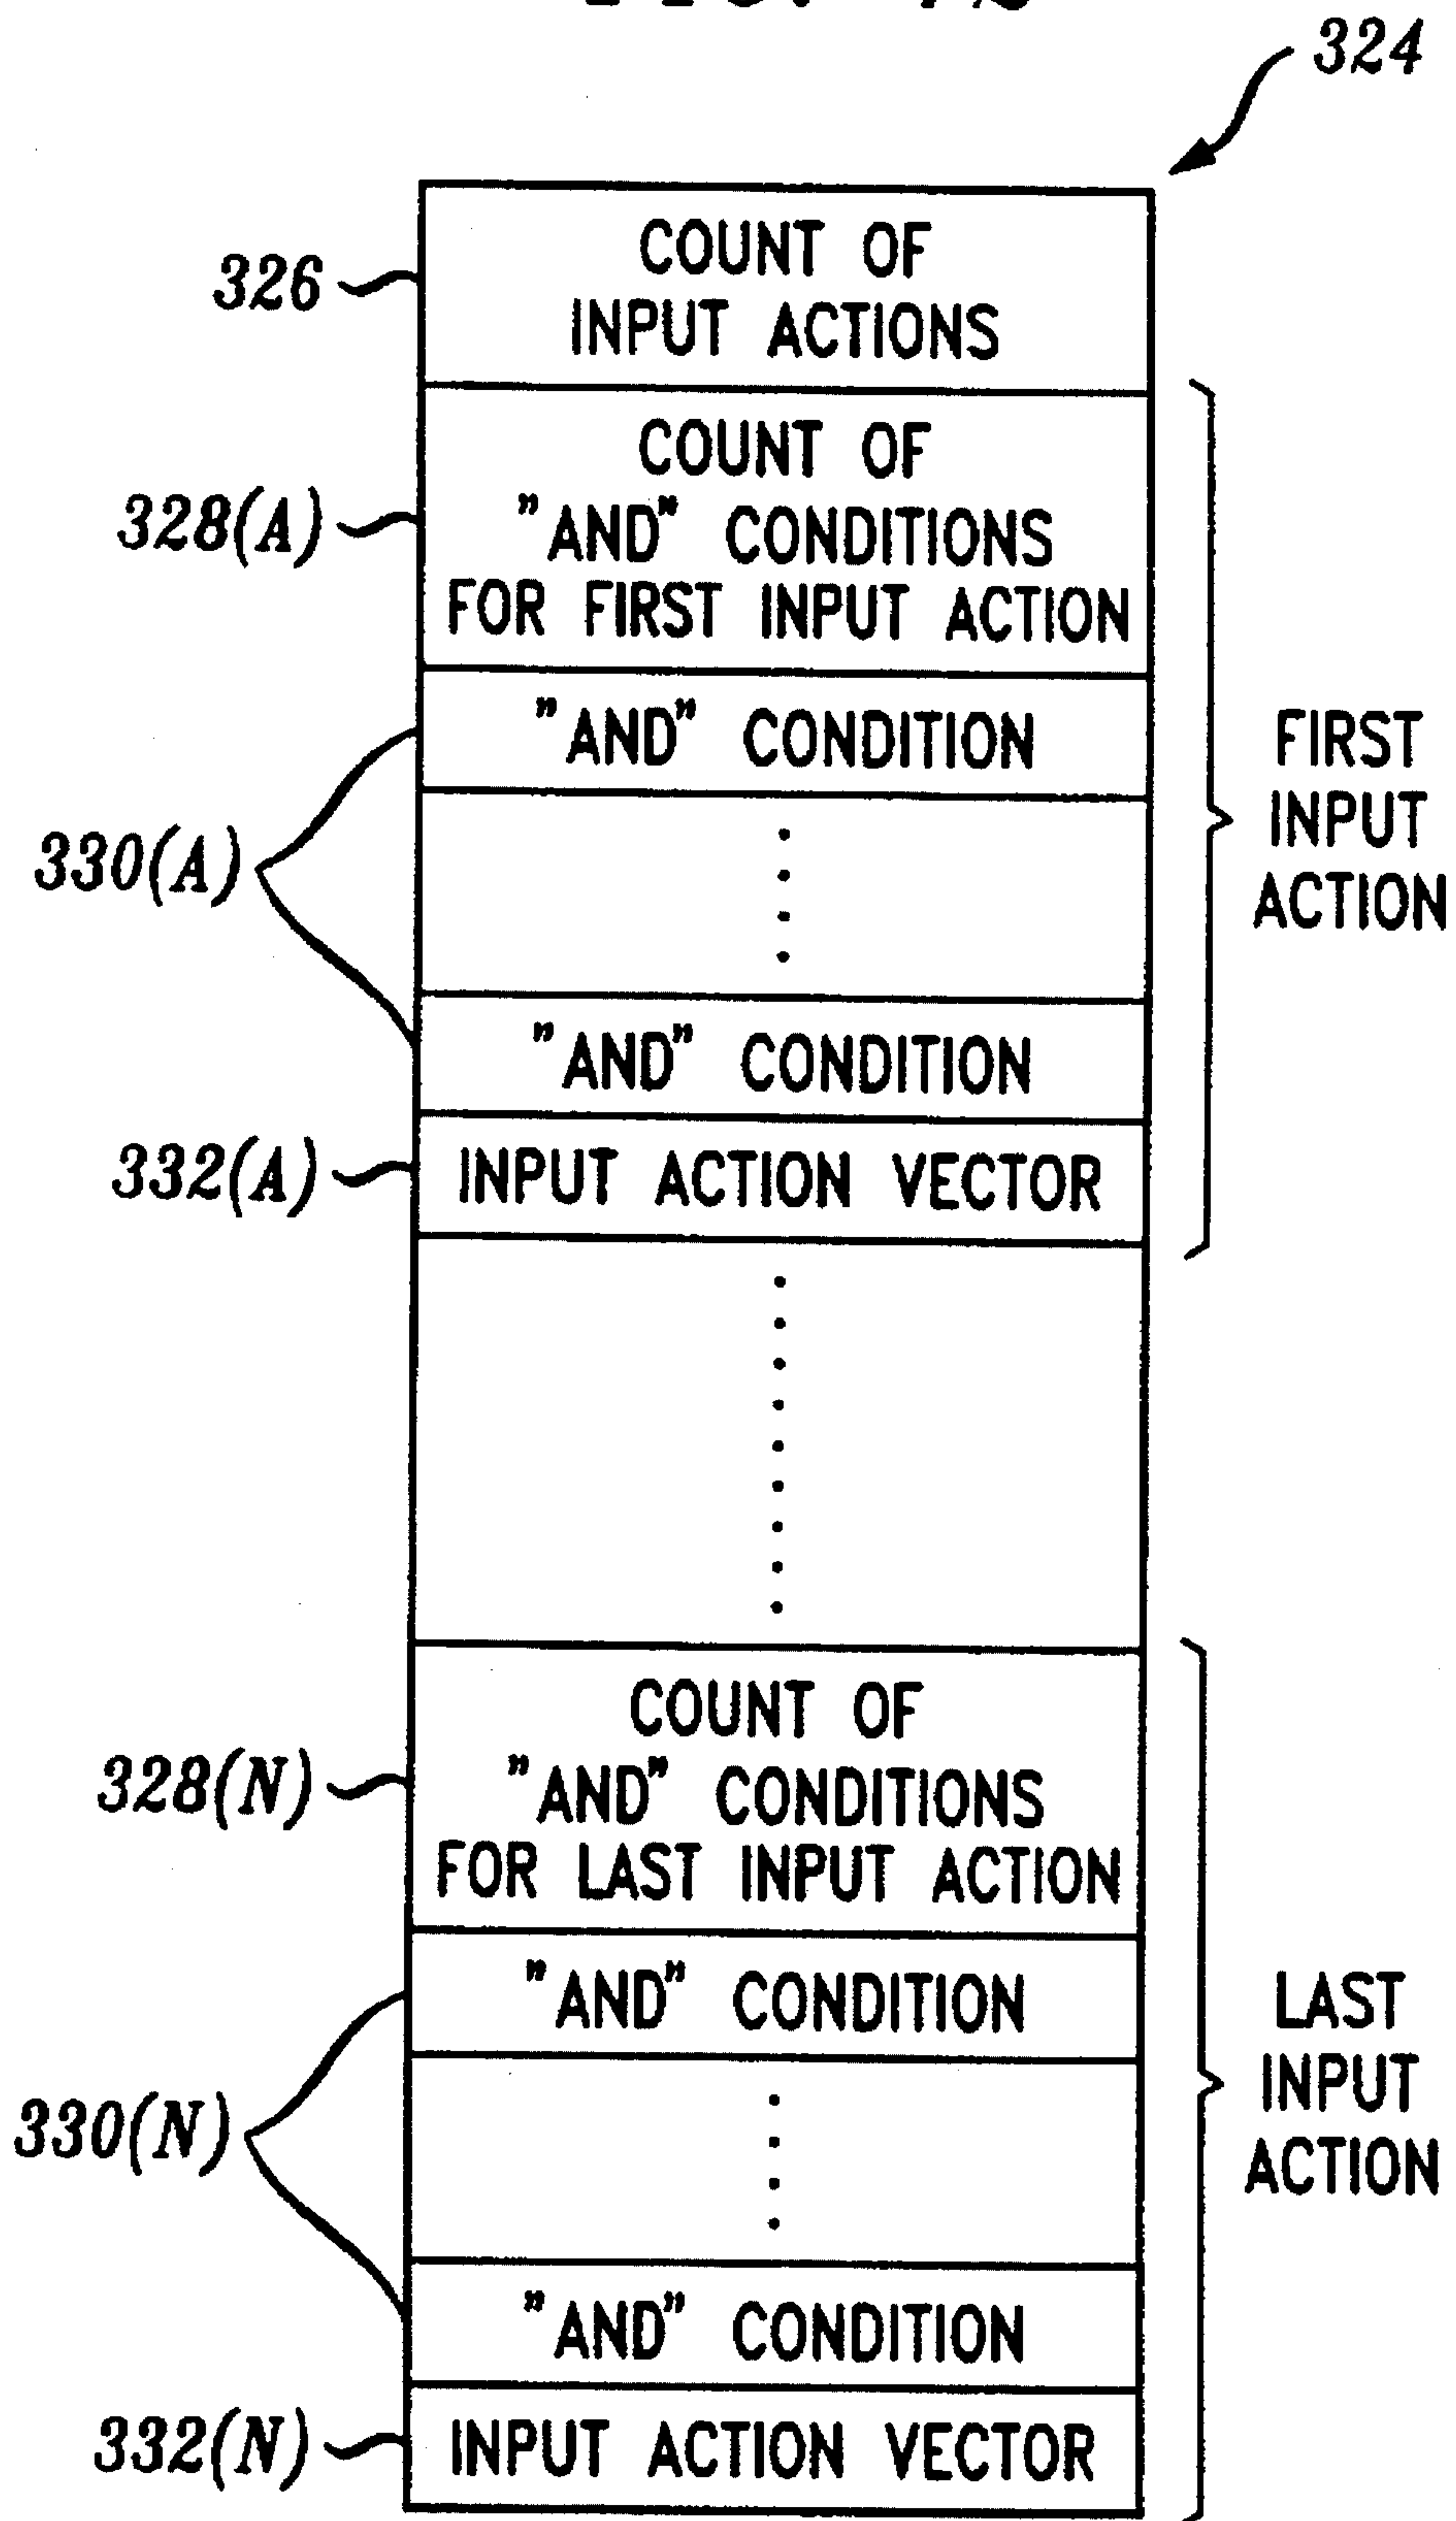 324
326
COUNT OF
INPUT ACTIONS
328(A)
COUNT OF
"AND" CONDITIONS
FOR FIRST INPUT ACTION
330(A)
"AND" CONDITION
"AND" CONDITION
332(A)
INPUT ACTION VECTOR
FIRST
INPUT
ACTION
328(N)
COUNT OF
"AND" CONDITIONS
FOR LAST INPUT ACTION
330(N)
"AND" CONDITION
"AND" CONDITION
332(N)
INPUT ACTION VECTOR
LAST
INPUT
ACTION